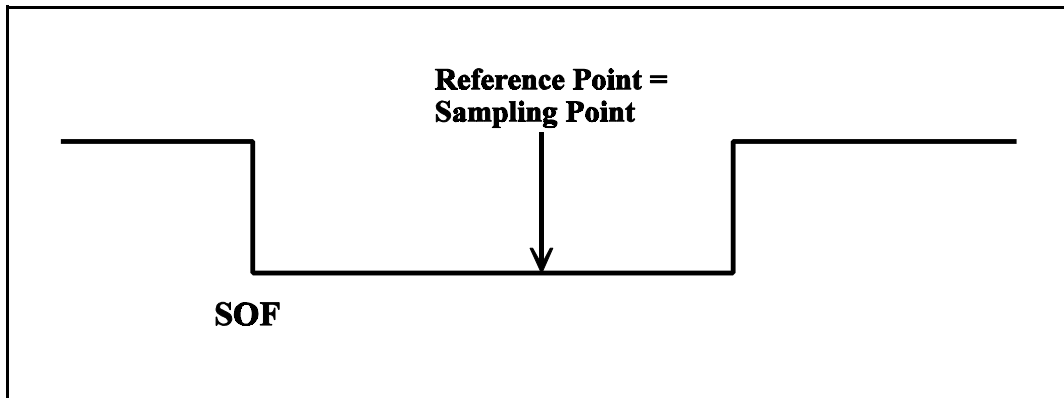 Reference Point =
Sampling Point
SOF